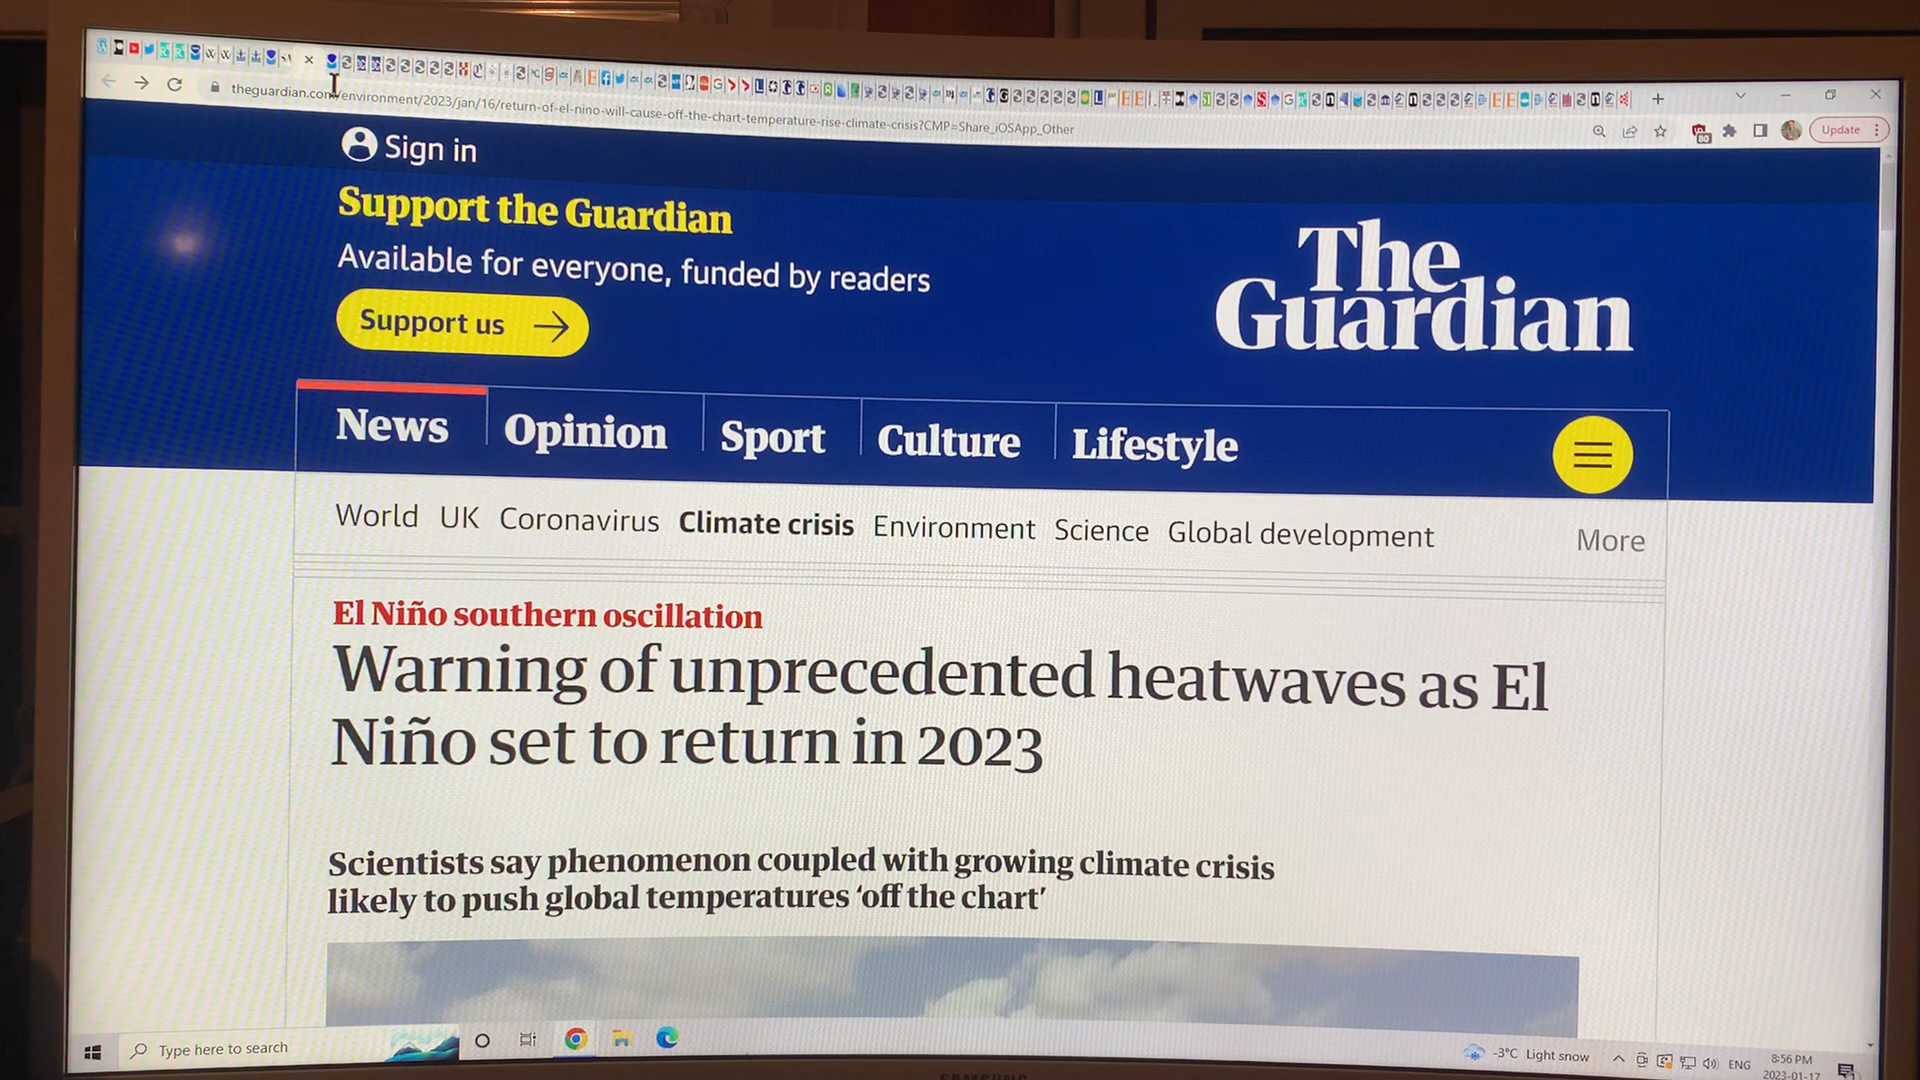 theguardian.com/environment/2023/jan/16/return-of-el-nino-will-cause-off-the-chart-temperature-rise-climate-crisis?CMP=Share_iOSApp_Other
Update
Sign in
Support the Guardian
Available for everyone, funded by readers
Support us
The
Guardian
News Opinion Sport Culture Lifestyle
World UK Coronavirus Climate crisis Environment Science Global development More
El Niño southern oscillation
Warning of unprecedented heatwaves as El
Niño set to return in 2023
Scientists say phenomenon coupled with growing climate crisis
likely to push global temperatures ‘off the chart’
Type here to search
-3°C Light snow
ENG
8:56 PM
2023-01-17
SAMSUNG